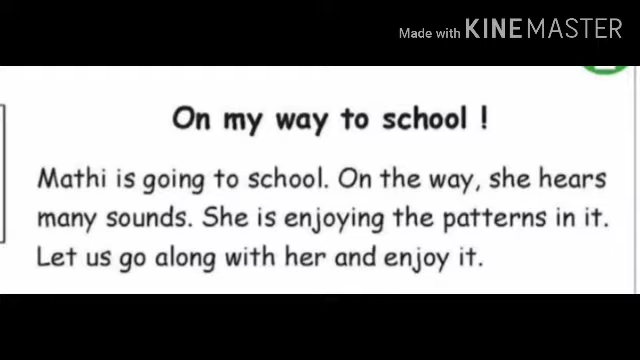 Made with KINEMASTER
On my way to school !
Mathi is going to school. On the way, she hears
many sounds. She is enjoying the patterns in it.
Let us go along with her and enjoy it.